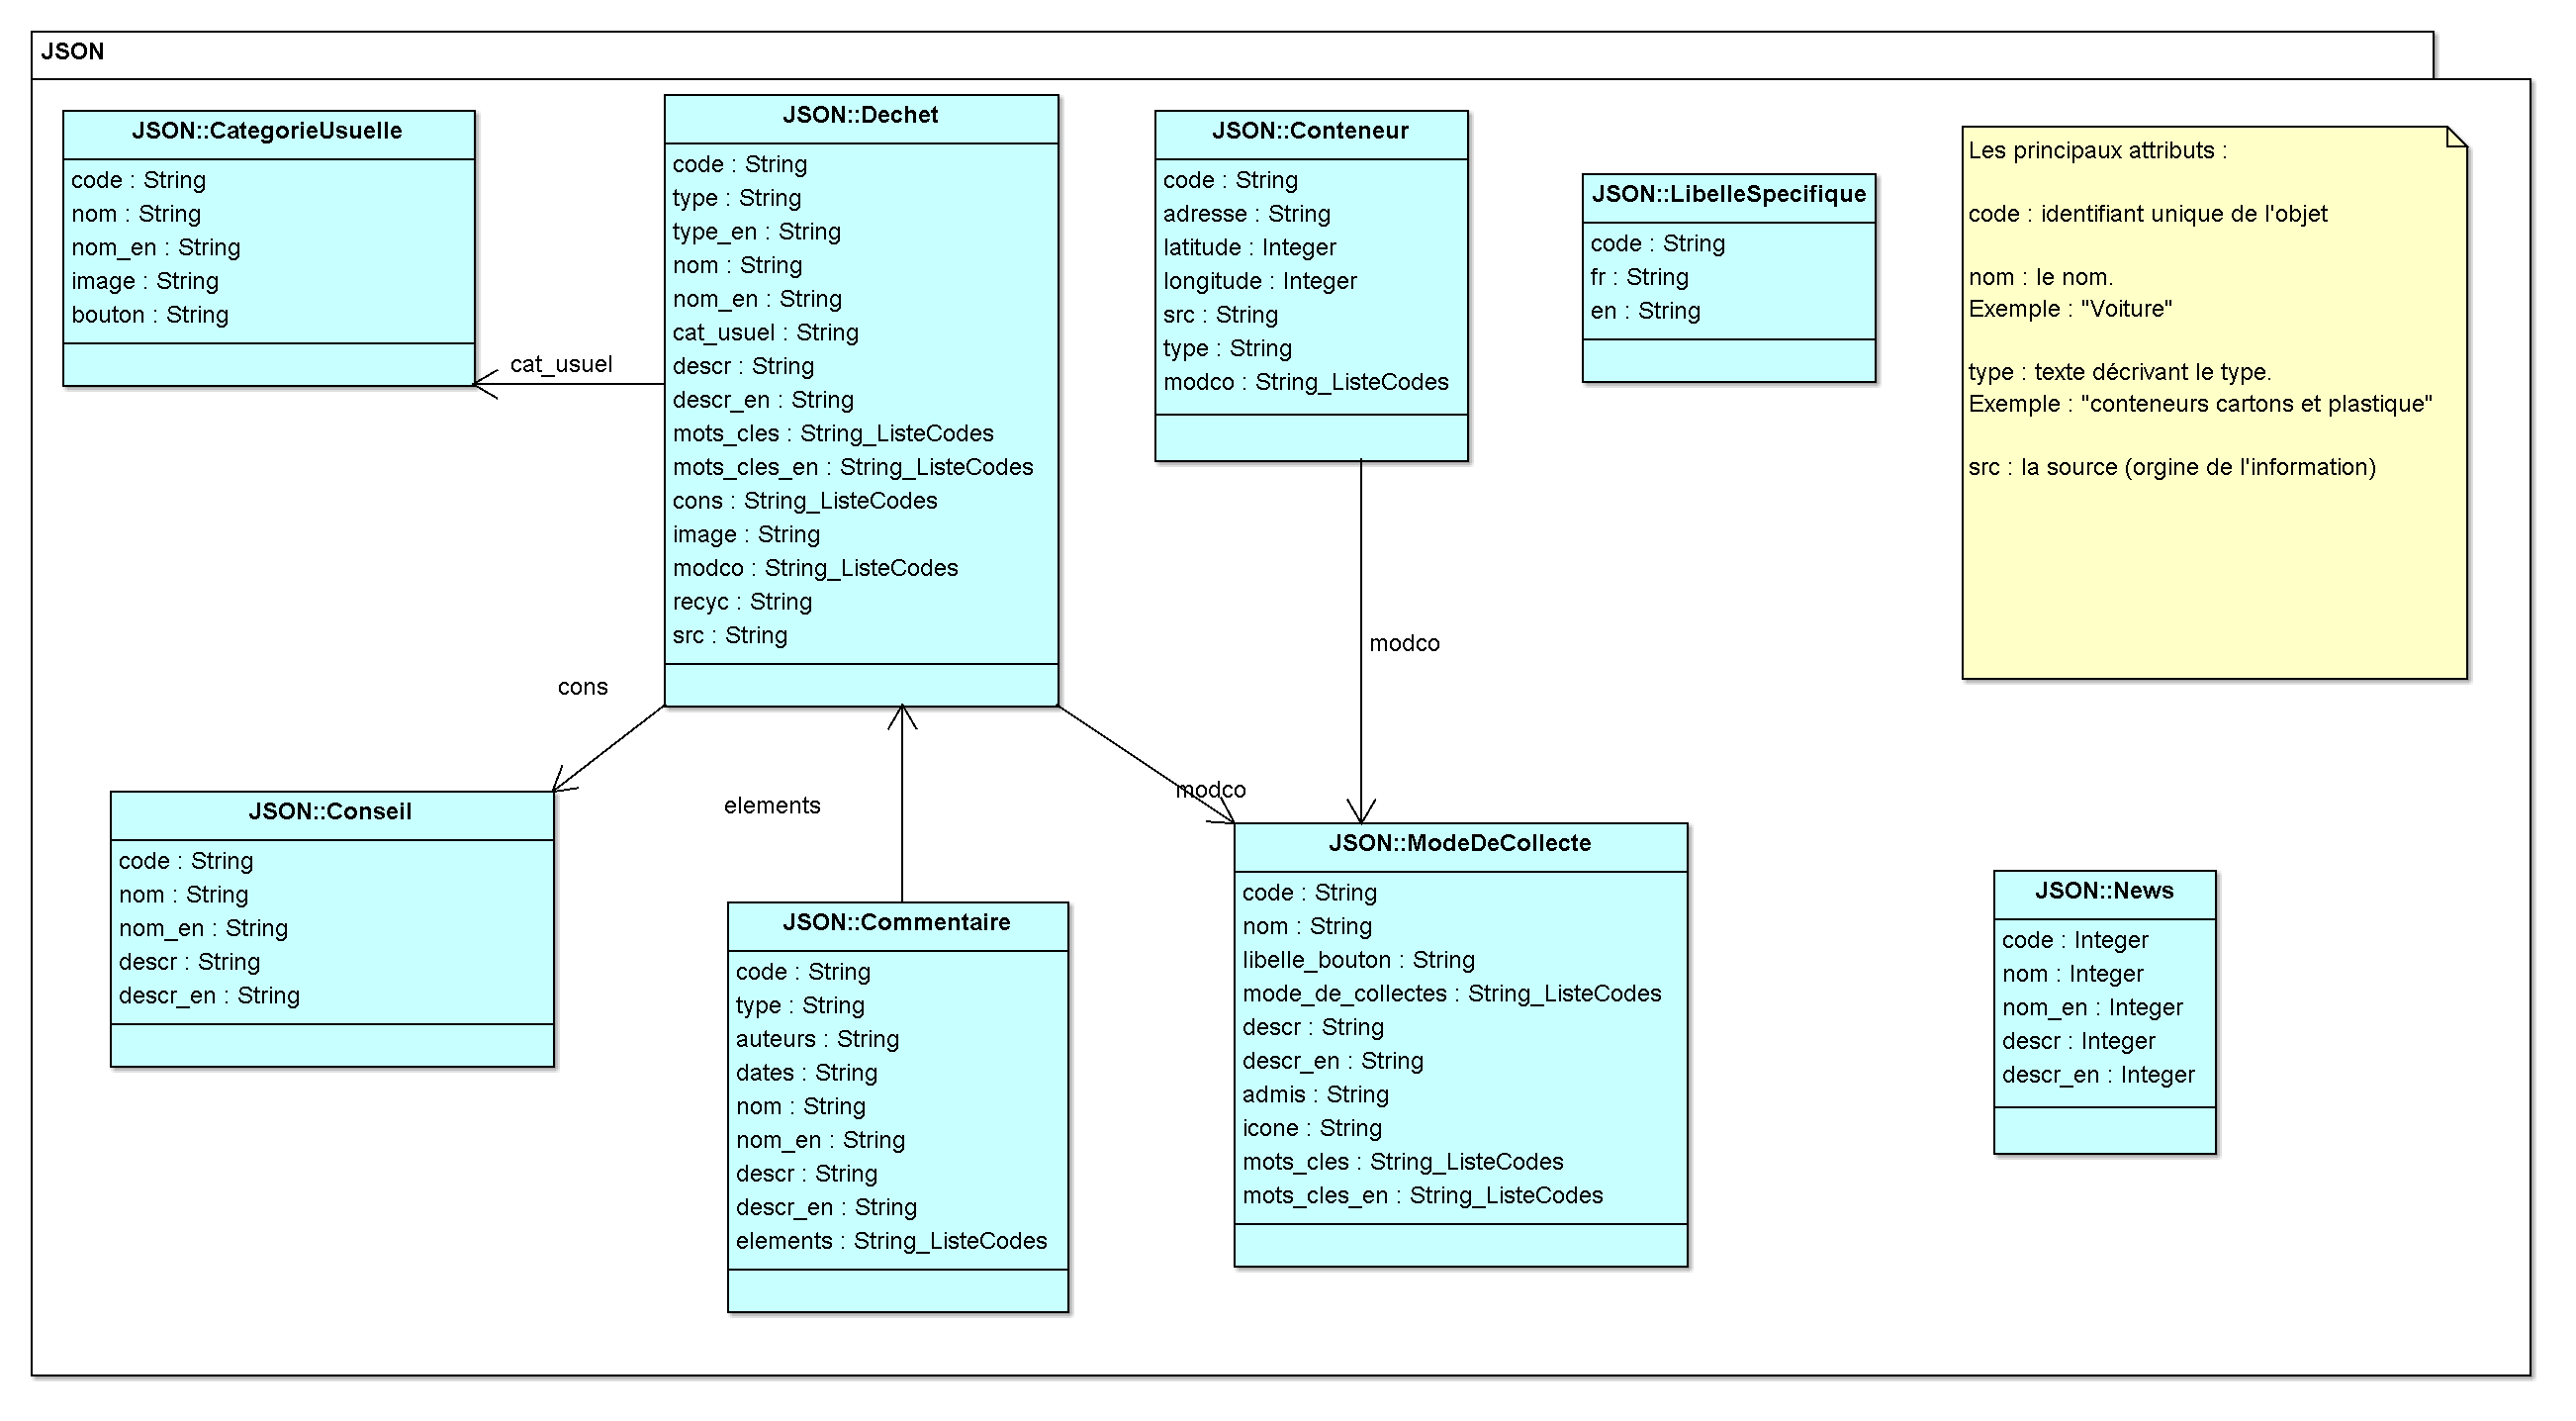 JSON
JSON::CategorieUsuelle
code : String
nom : String
nom_en : String
image : String
bouton : String
cat_usuel
JSON::Dechet
code : String
type : String
type_en : String
nom : String
nom_en : String
cat_usuel : String
descr : String
descr_en : String
mots_cles : String_ListeCodes
mots_cles_en : String_ListeCodes
cons : String_ListeCodes
image : String
modco : String_ListeCodes
recyc : String
src : String
JSON::Conteneur
code : String
adresse : String
latitude : Integer
longitude : Integer
src : String
type : String
modco : String_ListeCodes
JSON::LibelleSpecifique
code : String
fr : String
en : String
Les principaux attributs :
code : identifiant unique de l'objet
nom : le nom.
Exemple : "Voiture"
type : texte décrivant le type.
Exemple : "conteneurs cartons et plastique"
src : la source (orgine de l'information)
cons
elements
modco
modco
JSON::Conseil
code : String
nom : String
nom_en : String
descr : String
descr_en : String
JSON::Commentaire
code : String
type : String
auteurs : String
dates : String
nom : String
nom_en : String
descr : String
descr_en : String
elements : String_ListeCodes
JSON::ModeDeCollecte
code : String
nom : String
libelle_bouton : String
mode_de_collectes : String_ListeCodes
descr : String
descr_en : String
admis : String
icone : String
mots_cles : String_ListeCodes
mots_cles_en : String_ListeCodes
JSON::News
code : Integer
nom : Integer
nom_en : Integer
descr : Integer
descr_en : Integer